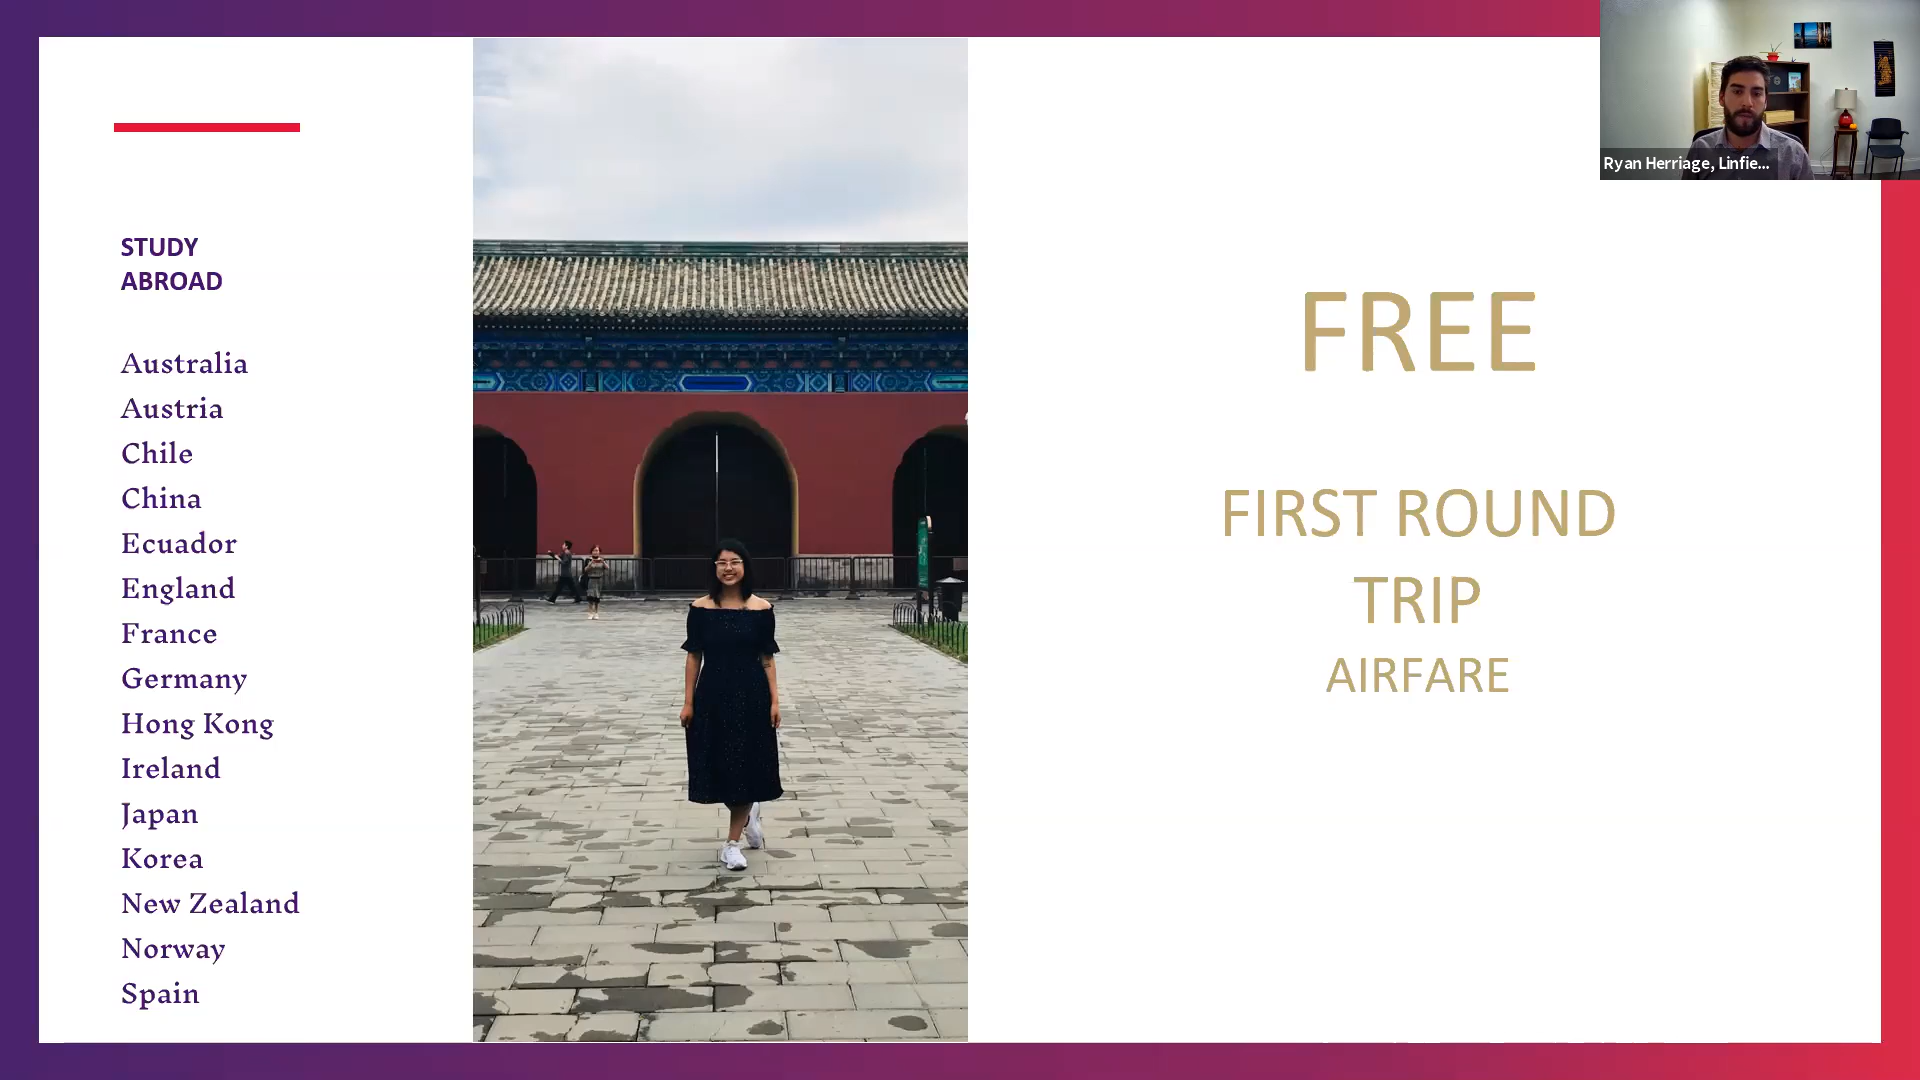 STUDY
ABROAD
Australia
Austria
Chile
China
Ecuador
England
France
Germany
Hong Kong
Ireland
Japan
Korea
New Zealand
Norway
Spain
FREE
FIRST ROUND
TRIP
AIRFARE
Ryan Herriage, Linfie...